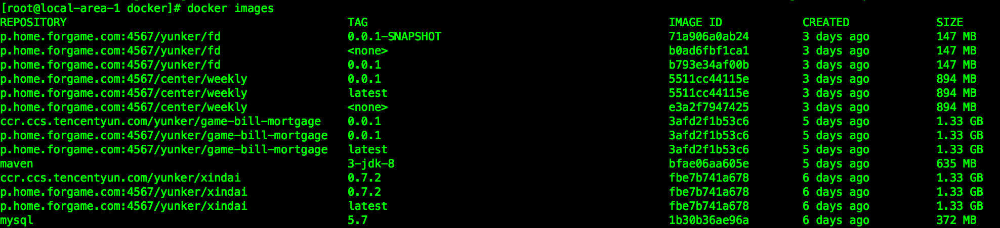 [root@local-area-1 docker]# docker images
REPOSITORY TAG IMAGE ID CREATED SIZE
p.home.forgame.com:4567/yunker/fd 0.0.1-SNAPSHOT 71a906a0ab24 3 days ago 147 MB
p.home.forgame.com:4567/yunker/fd <none> b0ad6fbf1ca1 3 days ago 147 MB
p.home.forgame.com:4567/yunker/fd 0.0.1 b793e34af00b 3 days ago 147 MB
p.home.forgame.com:4567/center/weekly 0.0.1 5511cc44115e 3 days ago 894 MB
p.home.forgame.com:4567/center/weekly latest 5511cc44115e 3 days ago 894 MB
p.home.forgame.com:4567/center/weekly <none> e3a2f7947425 3 days ago 894 MB
ccr.ccs.tencentyun.com/yunker/game-bill-mortgage 0.0.1 3afd2f1b53c6 5 days ago 1.33 GB
p.home.forgame.com:4567/yunker/game-bill-mortgage 0.0.1 3afd2f1b53c6 5 days ago 1.33 GB
p.home.forgame.com:4567/yunker/game-bill-mortgage latest 3afd2f1b53c6 5 days ago 1.33 GB
maven 3-jdk-8 bfae06aa605e 5 days ago 635 MB
ccr.ccs.tencentyun.com/yunker/xindai 0.7.2 fbe7b741a678 6 days ago 1.33 GB
p.home.forgame.com:4567/yunker/xindai 0.7.2 fbe7b741a678 6 days ago 1.33 GB
p.home.forgame.com:4567/yunker/xindai latest fbe7b741a678 6 days ago 1.33 GB
mysql 5.7 1b30b36ae96a 6 days ago 372 MB